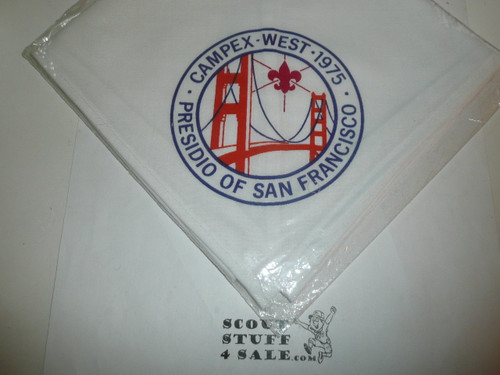 · CAMPEX · WEST · 1975 ·
PRESIDIO OF SAN FRANCISCO
SCOUT
STUFF
4 SALE.com